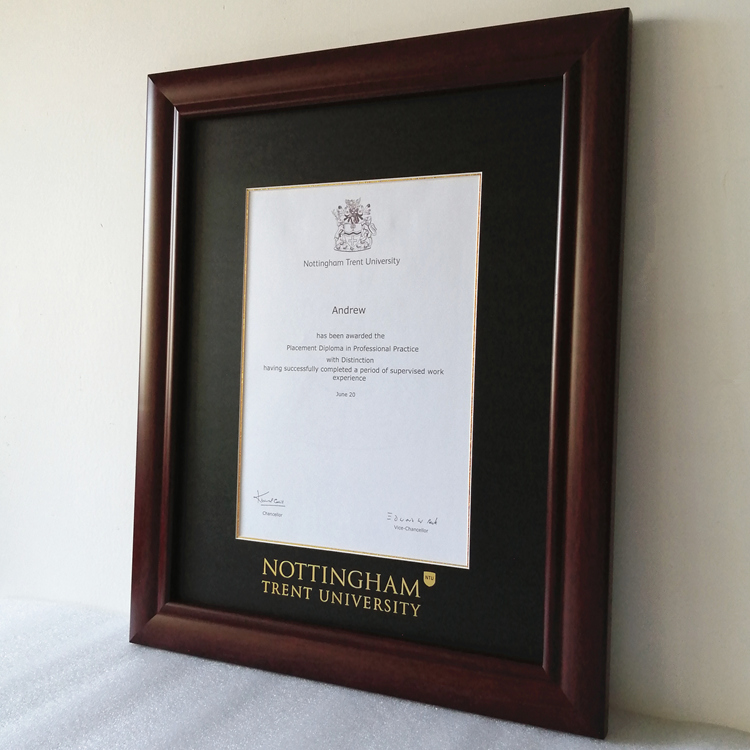 Nottingham Trent University
Andrew
has been awarded the
Placement Diploma in Professional Practice
with Distinction
having successfully completed a period of supervised work
experience
June 20
Chancellor
Vice-Chancellor
NOTTINGHAM NTU
TRENT UNIVERSITY